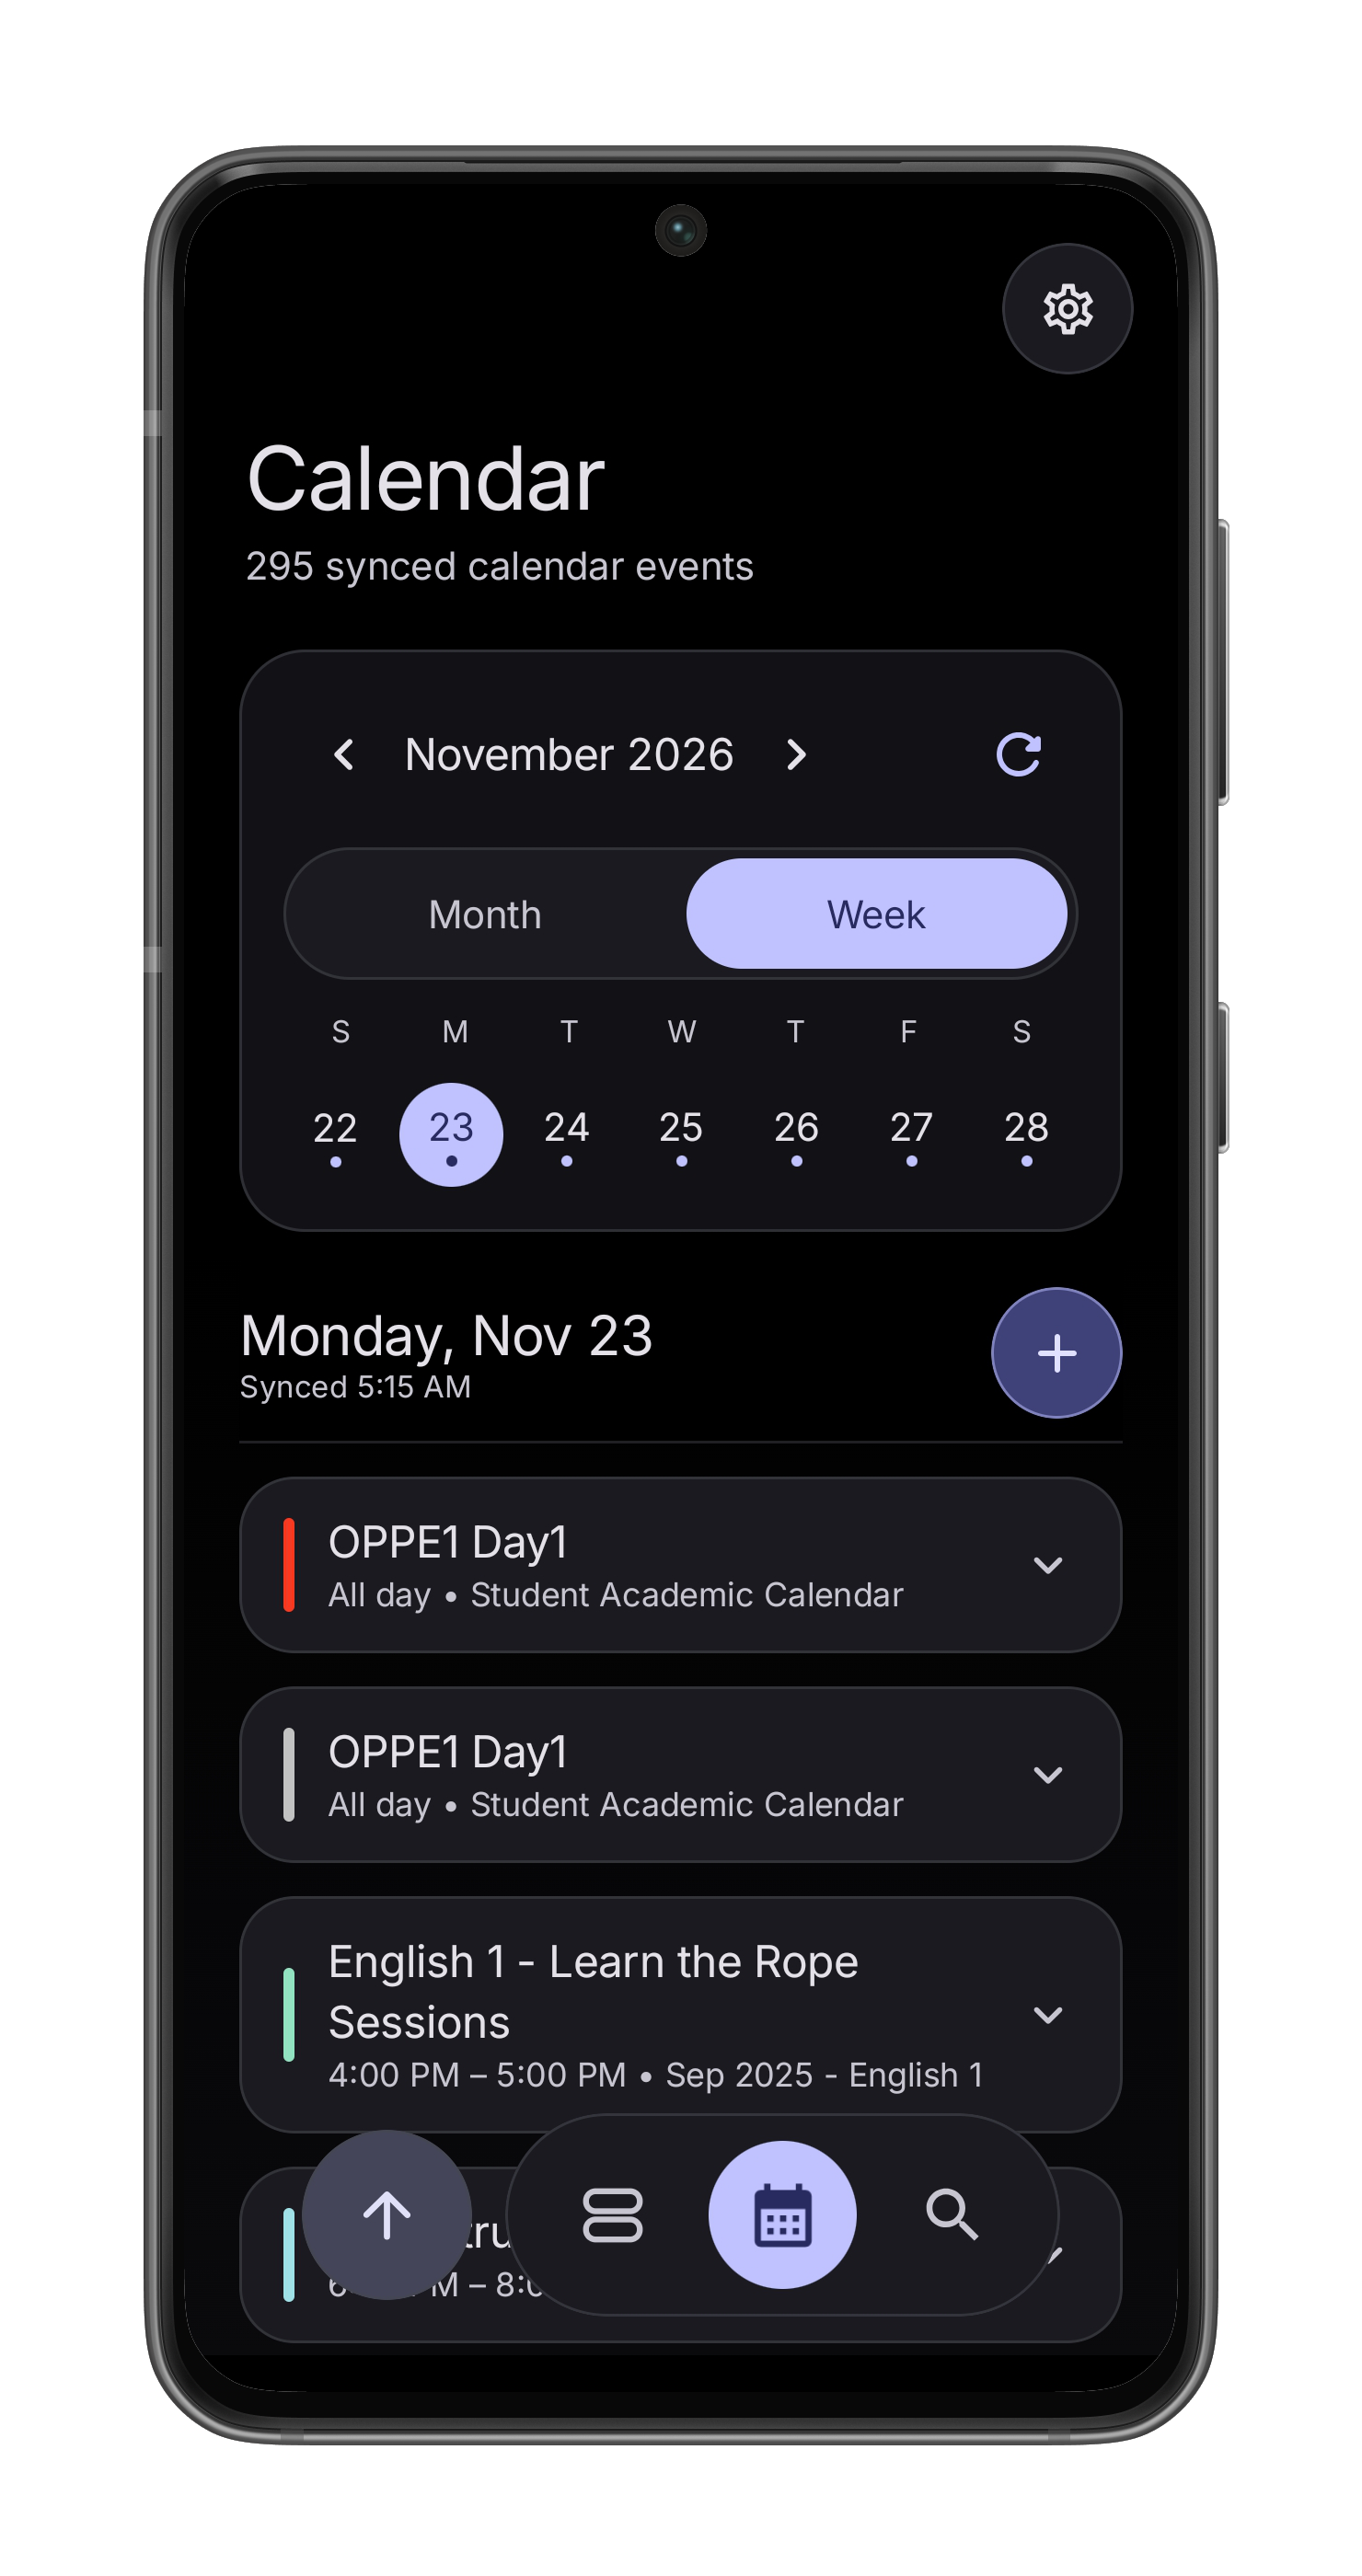 Calendar
295 synced calendar events
November 2026
Month Week
S M T W T F S
22 23 24 25 26 27 28
Monday, Nov 23
Synced 5:15 AM
OPPE1 Day1
All day • Student Academic Calendar
OPPE1 Day1
All day • Student Academic Calendar
English 1 - Learn the Rope
Sessions
4:00 PM – 5:00 PM • Sep 2025 - English 1